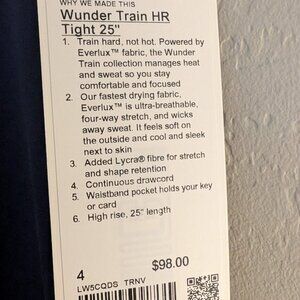 WHY WE MADE THIS
Wunder Train HR
Tight 25"
1. Train hard, not hot. Powered by
Everlux™ fabric, the Wunder
Train collection manages heat
and sweat so you stay
comfortable and focused
2. Our fastest drying fabric,
Everlux™ is ultra-breathable,
four-way stretch, and wicks
away sweat. It feels soft on
the outside and cool and sleek
next to skin
3. Added Lycra® fibre for stretch
and shape retention
4. Continuous drawcord
5. Waistband pocket holds your key
or card
6. High rise, 25" length
4
$98.00
LW5CQDS TRNV